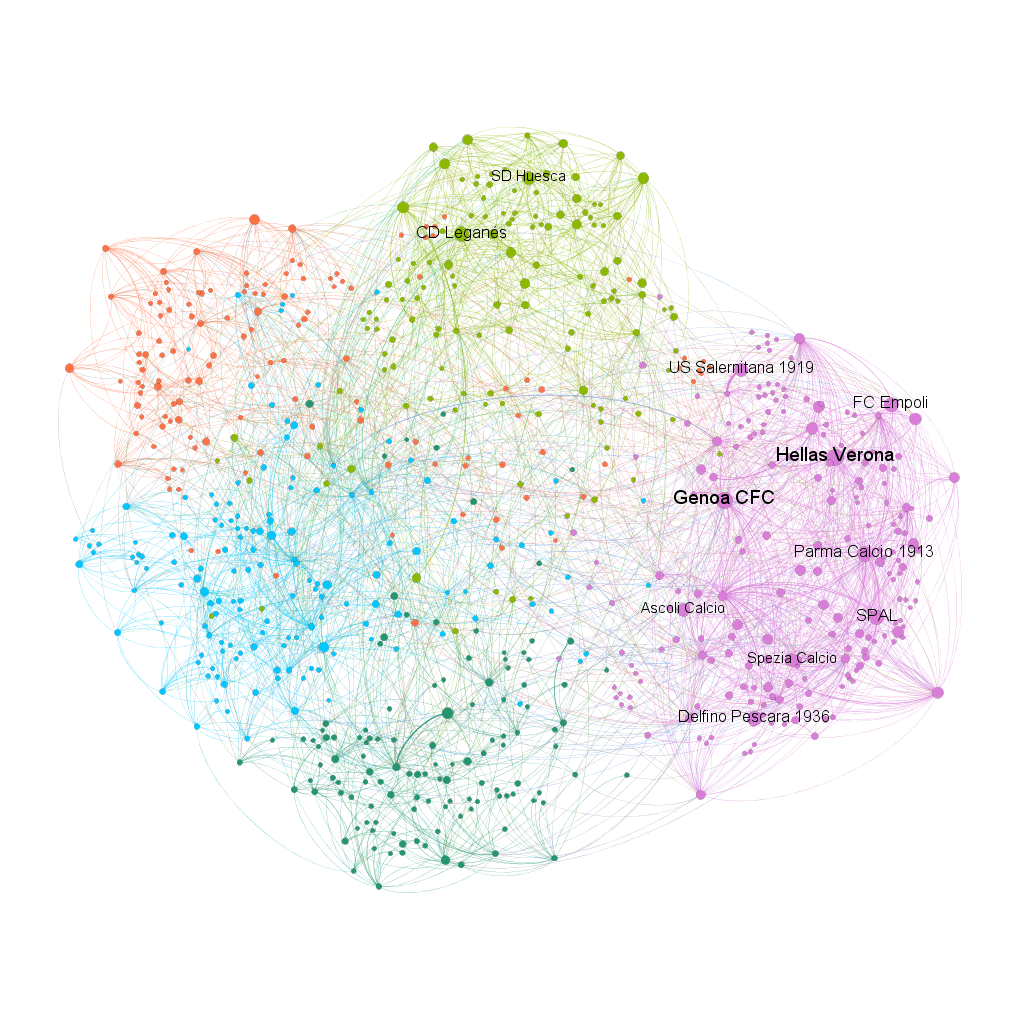 SD Huesca
CD Leganés
US Salernitana 1919
FC Empoli
Hellas Verona
Genoa CFC
Parma Calcio 1913
Ascoli Calcio
SPAL
Spezia Calcio
Delfino Pescara 1936